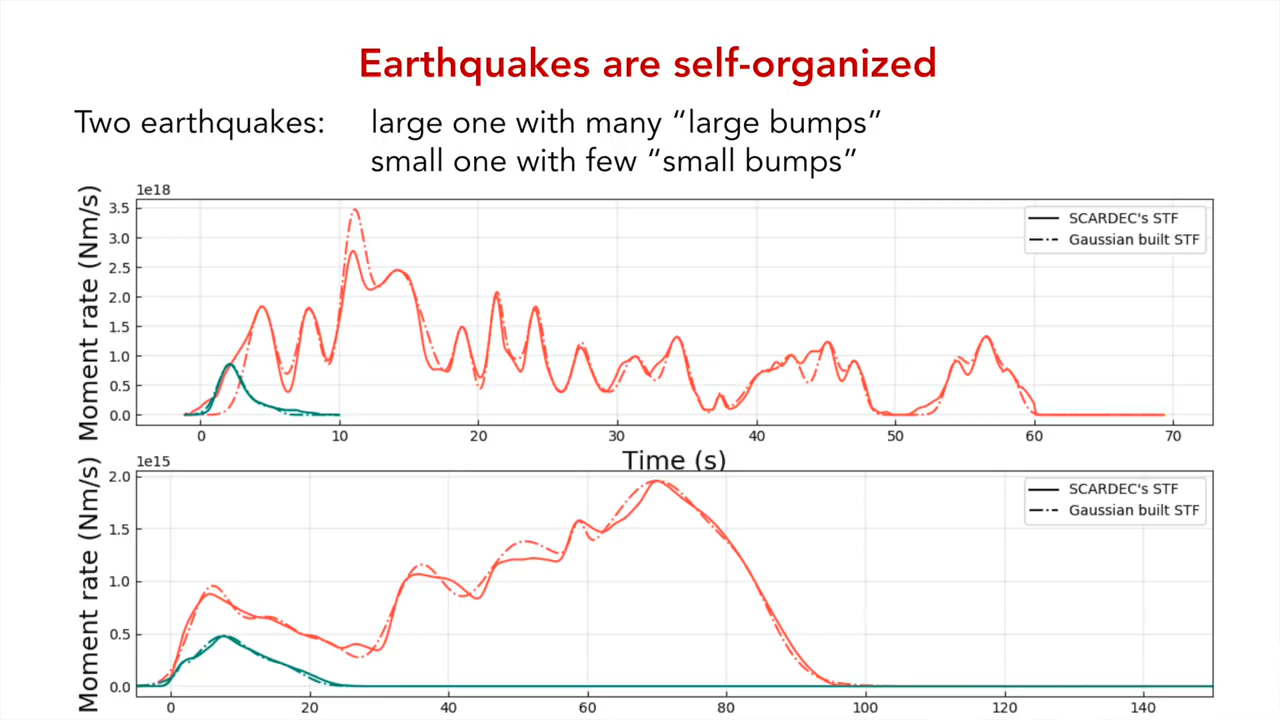 Earthquakes are self-organized
Two earthquakes: large one with many “large bumps”
small one with few “small bumps”
1e18
Moment rate (Nm/s)
3.5
3.0
2.5
2.0
1.5
1.0
0.5
0.0
SCARDEC's STF
Gaussian built STF
0 10 20 30 40 50 60 70
Time (s)
1e15
Moment rate (Nm/s)
2.0
1.5
1.0
0.5
0.0
SCARDEC's STF
Gaussian built STF
0 20 40 60 80 100 120 140